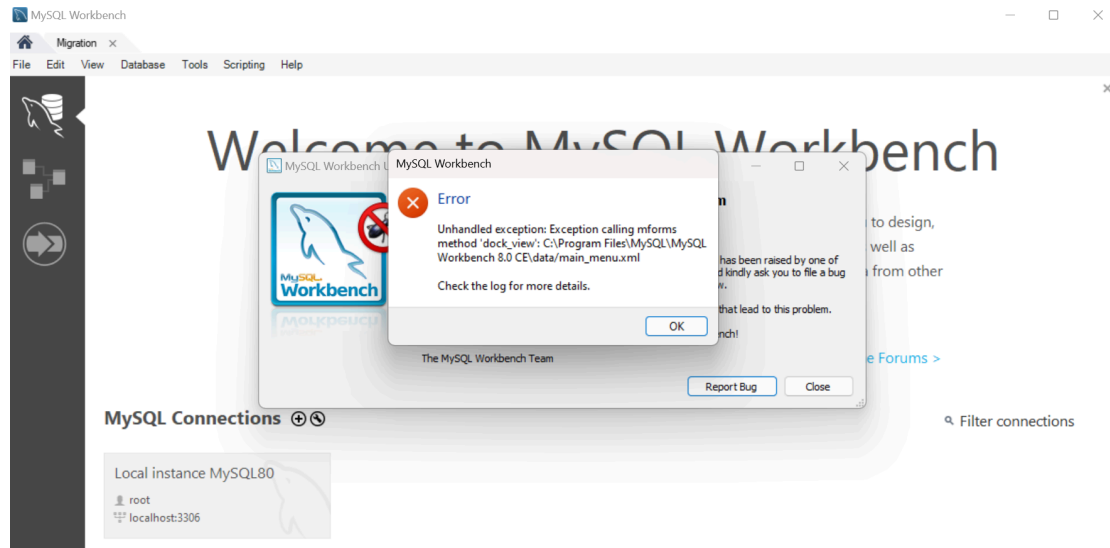 MySQL Workbench
Migration
File Edit View Database Tools Scripting Help
Welcome to MySQL Workbench
MySQL Workbench
MySQL Workbench
Error
Unhandled exception: Exception calling mforms
method 'dock_view': C:\Program Files\MySQL\MySQL
Workbench 8.0 CE\data/main_menu.xml
Check the log for more details.
OK
MySQL
Workbench
to design,
well as
from other
has been raised by one of
kindly ask you to file a bug
that lead to this problem.
The MySQL Workbench Team
Forums >
Report Bug Close
MySQL Connections
Filter connections
Local instance MySQL80
root
localhost:3306